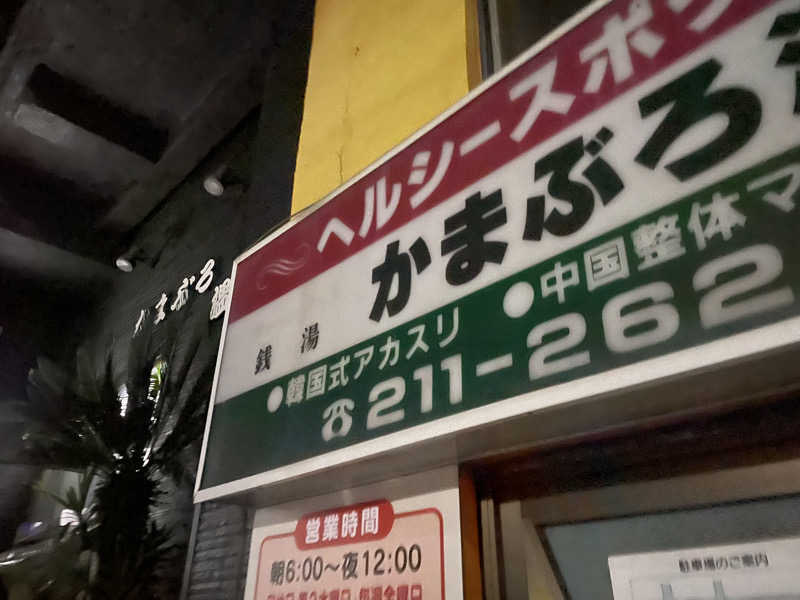 ヘルシースポッ
かまぶろ
銭湯
●韓国式アカスリ ●中国整体マ
☎211-262
かまぶろ
営業時間
朝6:00〜夜12:00
駐車場のご案内